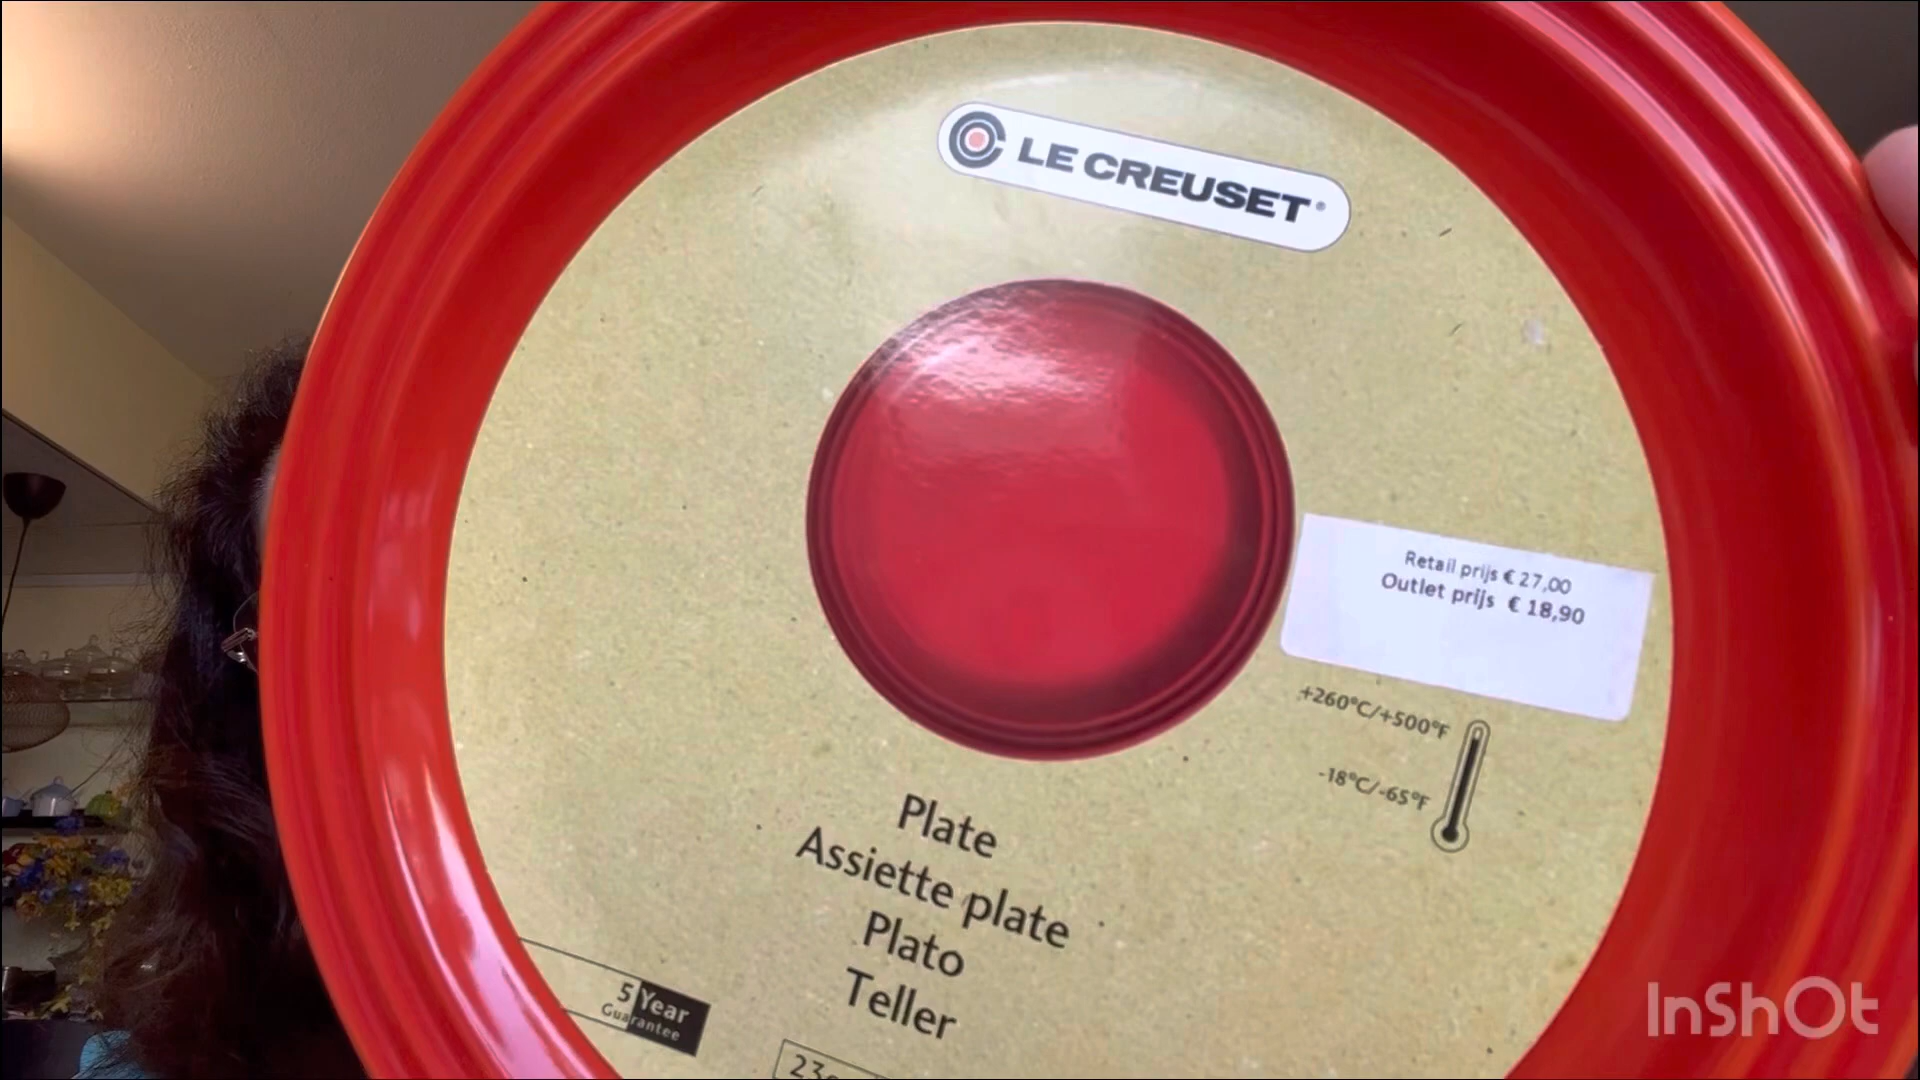 LE CREUSET®
Retail prijs € 27,00
Outlet prijs € 18,90
+260°C/+500°F
-18°C/-65°F
Plate
Assiette plate
Plato
Teller
5 Year
Guarantee
InShOt